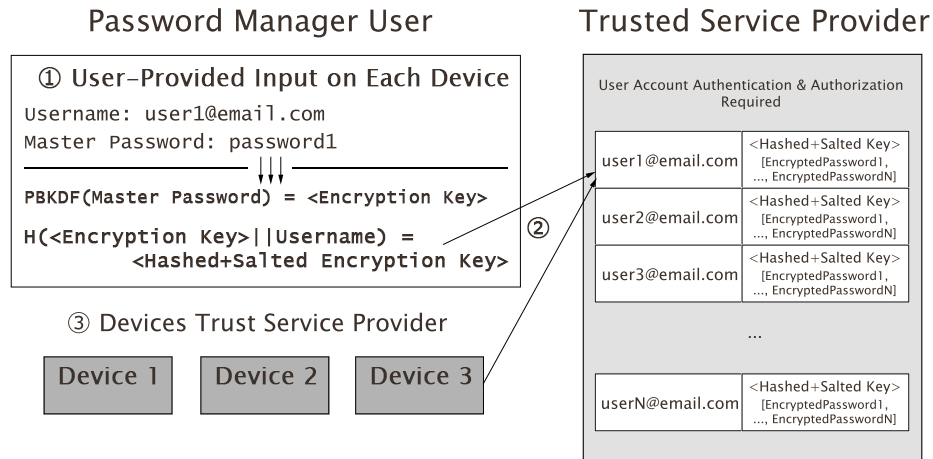 Password Manager User
① User-Provided Input on Each Device
Username: user1@email.com
Master Password: password1
PBKDF(Master Password) = <Encryption Key>
H(<Encryption Key>||Username) =
<Hashed+Salted Encryption Key>
②
③ Devices Trust Service Provider
Device 1
Device 2
Device 3
Trusted Service Provider
User Account Authentication & Authorization
Required
user1@email.com
<Hashed+Salted Key>
[EncryptedPassword1,
..., EncryptedPasswordN]
user2@email.com
<Hashed+Salted Key>
[EncryptedPassword1,
..., EncryptedPasswordN]
user3@email.com
<Hashed+Salted Key>
[EncryptedPassword1,
..., EncryptedPasswordN]
...
userN@email.com
<Hashed+Salted Key>
[EncryptedPassword1,
..., EncryptedPasswordN]